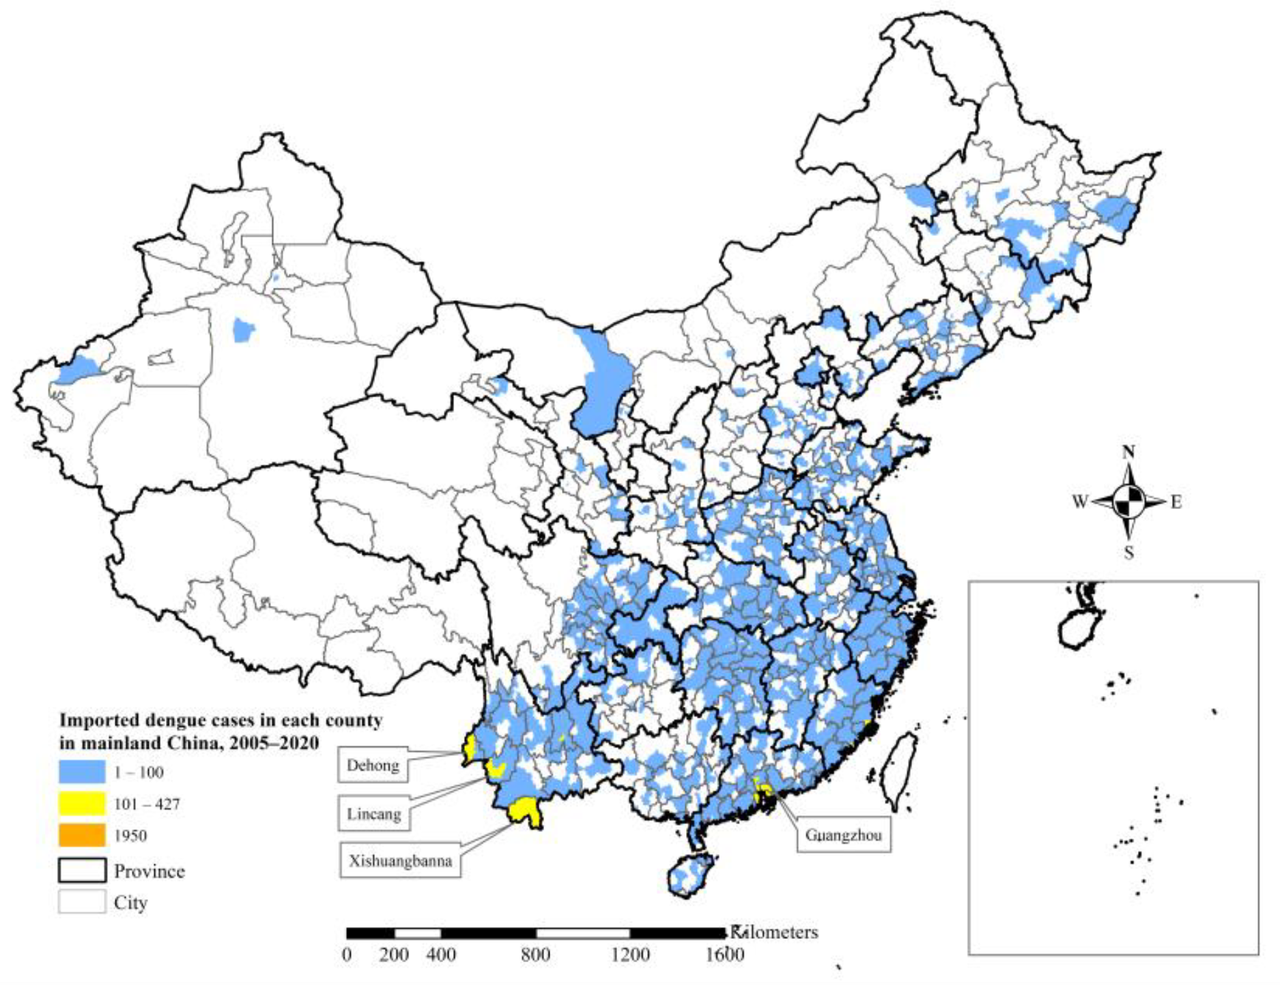 N
W E
S
Imported dengue cases in each county
in mainland China, 2005–2020
1 – 100
101 – 427
1950
Province
City
Dehong
Lincang
Xishuangbanna
Guangzhou
Kilometers
0 200 400 800 1200 1600